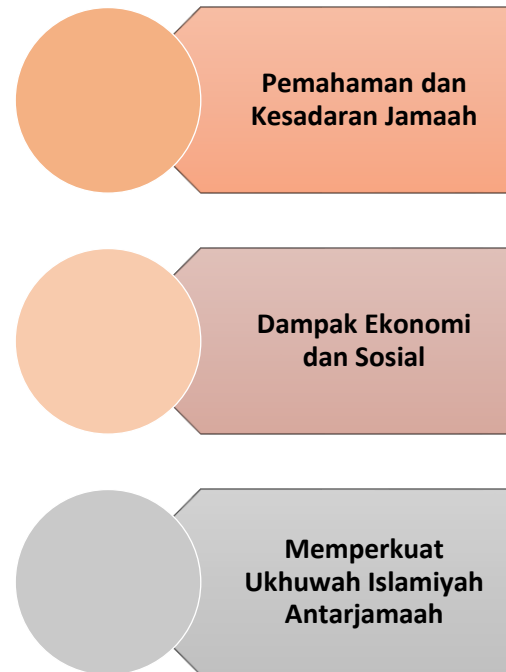 Pemahaman dan
Kesadaran Jamaah
Dampak Ekonomi
dan Sosial
Memperkuat
Ukhuwah Islamiyah
Antarjamaah